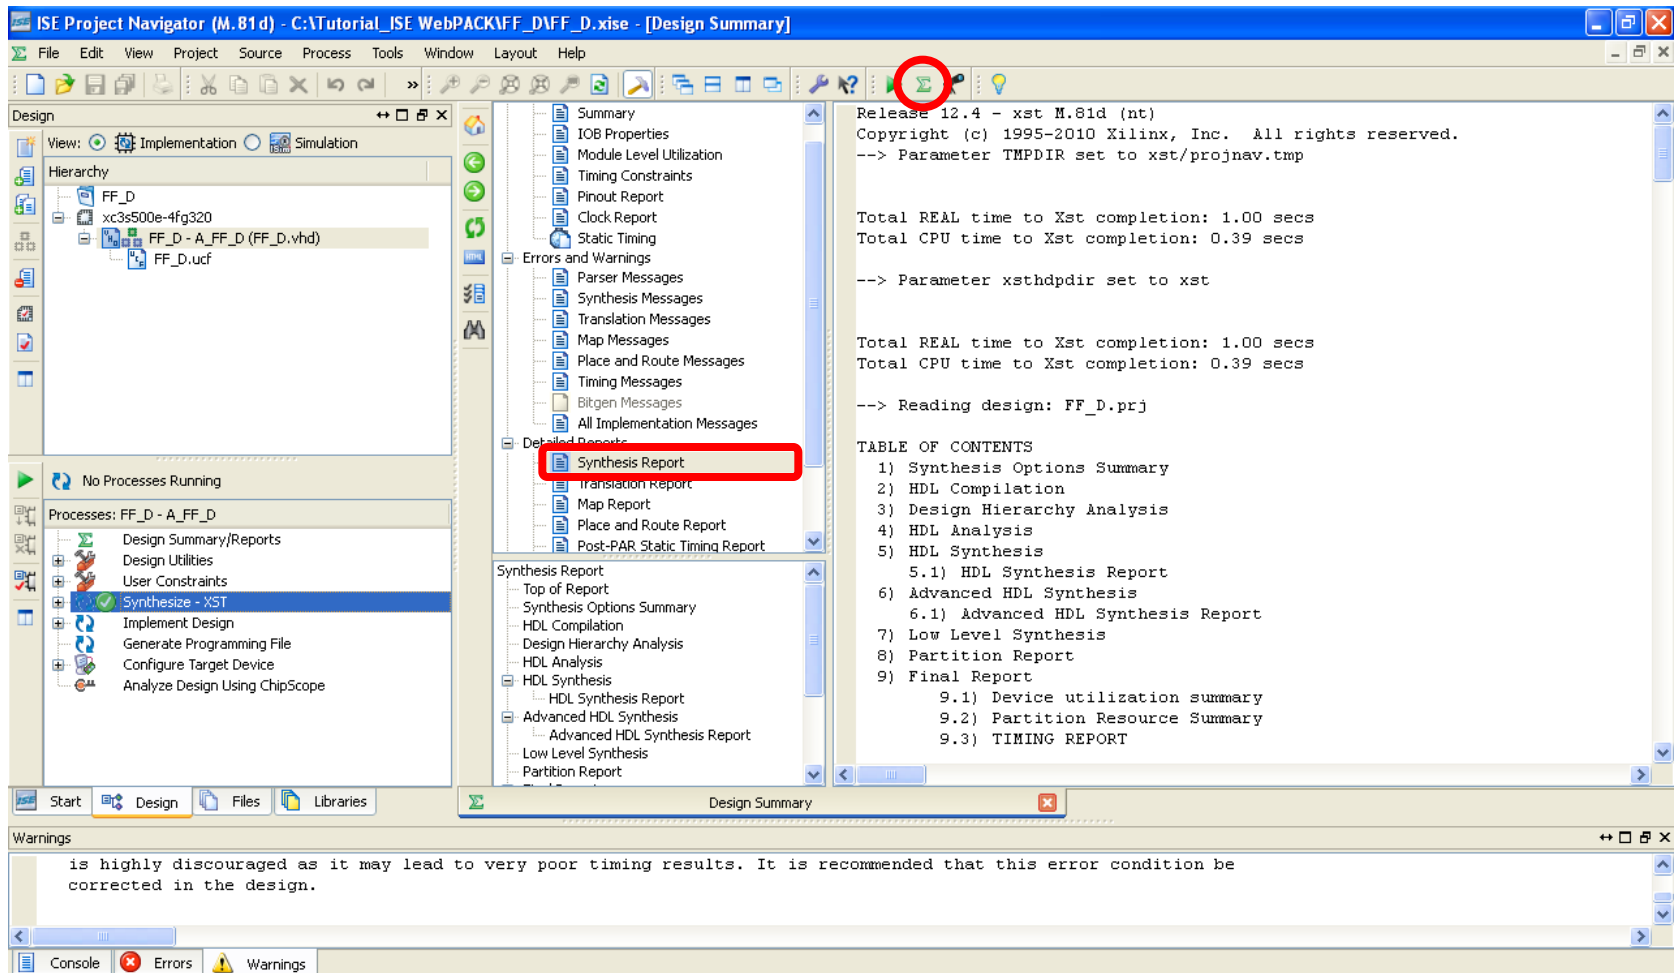 ISE Project Navigator (M.81d) - C:\Tutorial_ISE WebPACK\FF_D\FF_D.xise - [Design Summary]
File Edit View Project Source Process Tools Window Layout Help
»
Design
View: Implementation Simulation
Hierarchy
FF_D
xc3s500e-4fg320
FF_D - A_FF_D (FF_D.vhd)
FF_D.ucf
No Processes Running
Processes: FF_D - A_FF_D
Design Summary/Reports
Design Utilities
User Constraints
Synthesize - XST
Implement Design
Generate Programming File
Configure Target Device
Analyze Design Using ChipScope
Start Design Files Libraries
Summary
IOB Properties
Module Level Utilization
Timing Constraints
Pinout Report
Clock Report
Static Timing
Errors and Warnings
Parser Messages
Synthesis Messages
Translation Messages
Map Messages
Place and Route Messages
Timing Messages
Bitgen Messages
All Implementation Messages
Detailed Reports
Synthesis Report
Translation Report
Map Report
Place and Route Report
Post-PAR Static Timing Report
Synthesis Report
Top of Report
Synthesis Options Summary
HDL Compilation
Design Hierarchy Analysis
HDL Analysis
HDL Synthesis
HDL Synthesis Report
Advanced HDL Synthesis
Advanced HDL Synthesis Report
Low Level Synthesis
Partition Report
Design Summary
Release 12.4 - xst M.81d (nt)
Copyright (c) 1995-2010 Xilinx, Inc. All rights reserved.
--> Parameter TMPDIR set to xst/projnav.tmp
Total REAL time to Xst completion: 1.00 secs
Total CPU time to Xst completion: 0.39 secs
--> Parameter xsthdpdir set to xst
Total REAL time to Xst completion: 1.00 secs
Total CPU time to Xst completion: 0.39 secs
--> Reading design: FF_D.prj
TABLE OF CONTENTS
1) Synthesis Options Summary
2) HDL Compilation
3) Design Hierarchy Analysis
4) HDL Analysis
5) HDL Synthesis
5.1) HDL Synthesis Report
6) Advanced HDL Synthesis
6.1) Advanced HDL Synthesis Report
7) Low Level Synthesis
8) Partition Report
9) Final Report
9.1) Device utilization summary
9.2) Partition Resource Summary
9.3) TIMING REPORT
Warnings
is highly discouraged as it may lead to very poor timing results. It is recommended that this error condition be
corrected in the design.
Console Errors Warnings